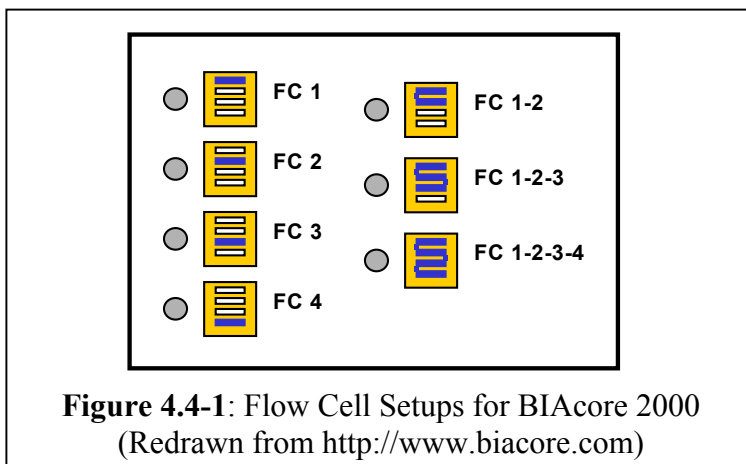 FC 1
FC 2
FC 3
FC 4
FC 1-2
FC 1-2-3
FC 1-2-3-4
Figure 4.4-1: Flow Cell Setups for BIAcore 2000
(Redrawn from http://www.biacore.com)